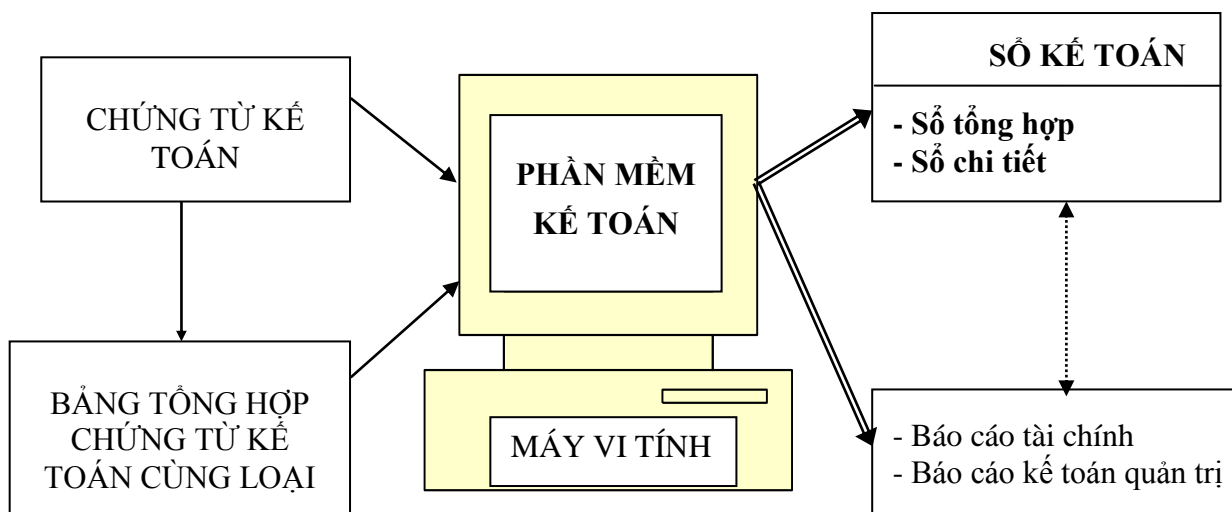 CHỨNG TỪ KẾ
TOÁN
BẢNG TỔNG HỢP
CHỨNG TỪ KẾ
TOÁN CÙNG LOẠI
PHẦN MỀM
KẾ TOÁN
MÁY VI TÍNH
SỔ KẾ TOÁN
- Sổ tổng hợp
- Sổ chi tiết
- Báo cáo tài chính
- Báo cáo kế toán quản trị